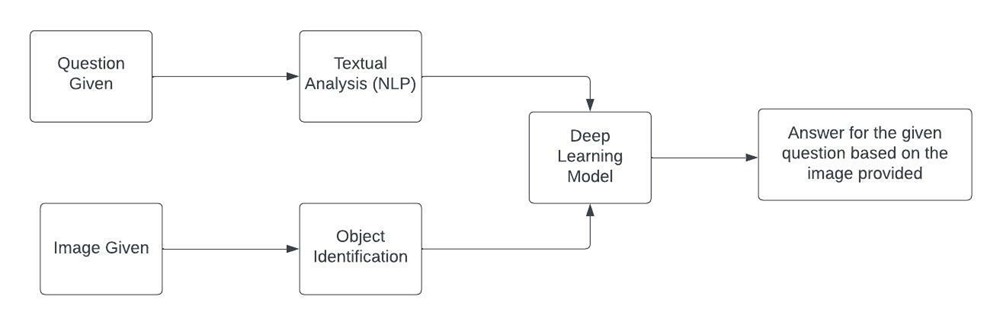 Question
Given
Textual
Analysis (NLP)
Deep
Learning
Model
Answer for the given
question based on the
image provided
Image Given
Object
Identification